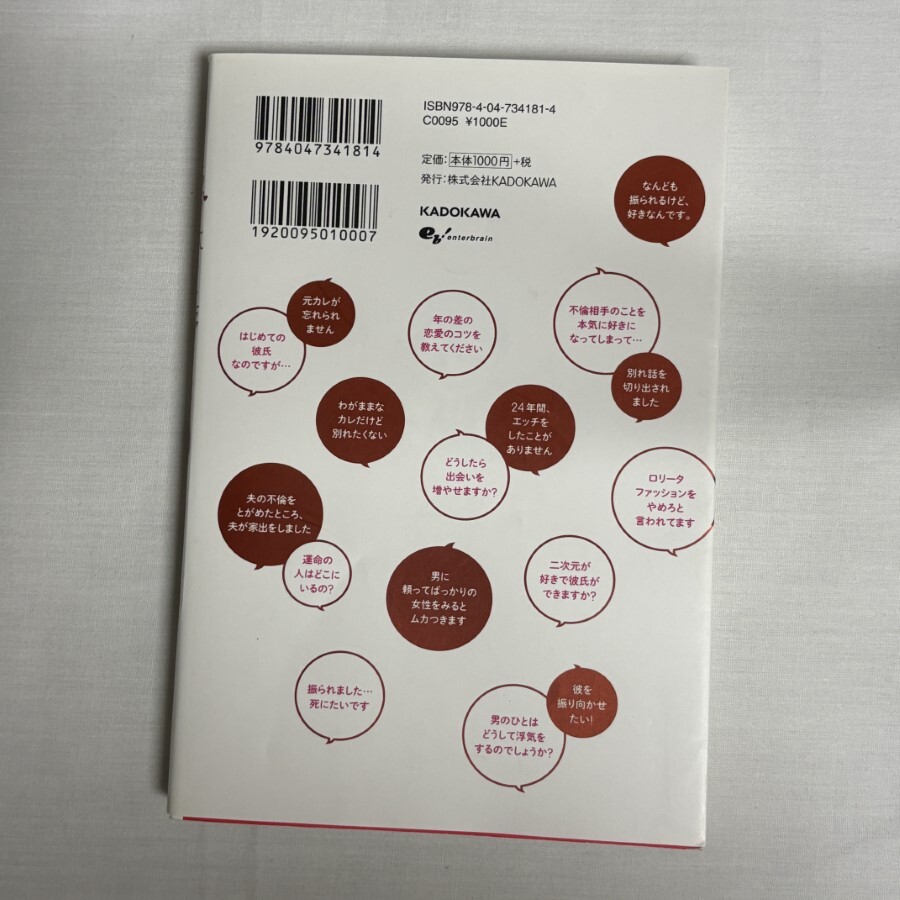 ISBN978-4-04-734181-4
C0095 ¥1000E
9784047341814
定価:本体1000円+税
発行:株式会社KADOKAWA
1920095010007
KADOKAWA
eb! enterbrain
なんども
振られるけど、
好きなんです。
元カレが
忘れられ
ません
はじめての
彼氏
なのですが…
年の差の
恋愛のコツを
教えてください
不倫相手のことを
本気に好きに
なってしまって…
別れ話を
切り出され
ました
わがままな
カレだけど
別れたくない
24年間、
エッチを
したことが
ありません
どうしたら
出会いを
増やせますか?
ロリータ
ファッションを
やめろと
言われてます
夫の不倫を
とがめたところ、
夫が家出をしました
運命の
人はどこに
いるの?
男に
頼ってばっかりの
女性をみると
ムカつきます
二次元が
好きで彼氏が
できますか?
振られました…
死にたいです
彼を
振り向かせ
たい!
男のひとは
どうして浮気を
するのでしょうか?